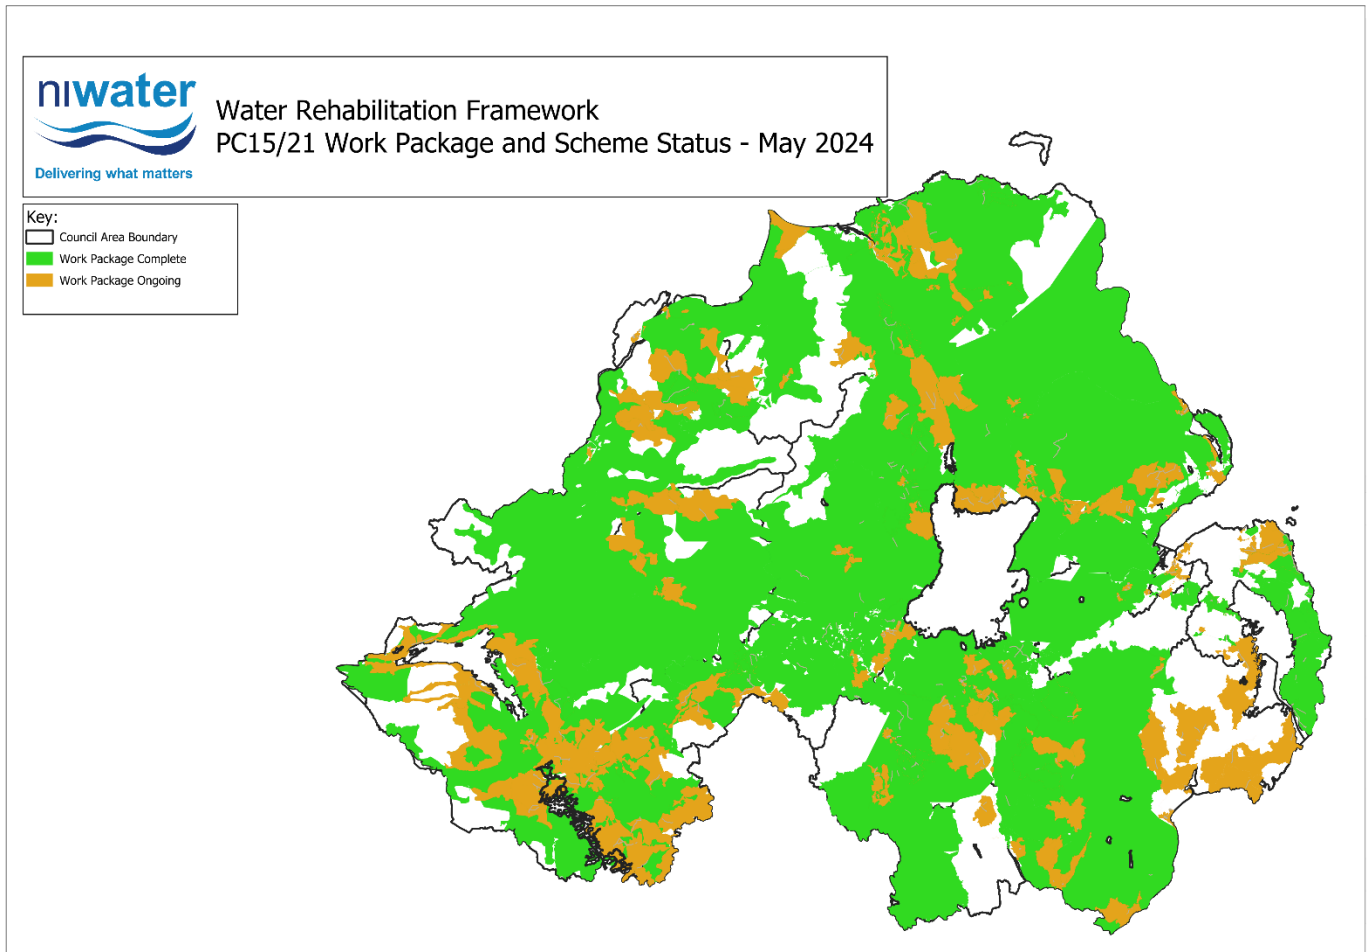 niwater
Delivering what matters
Water Rehabilitation Framework
PC15/21 Work Package and Scheme Status - May 2024
Key:
Council Area Boundary
Work Package Complete
Work Package Ongoing